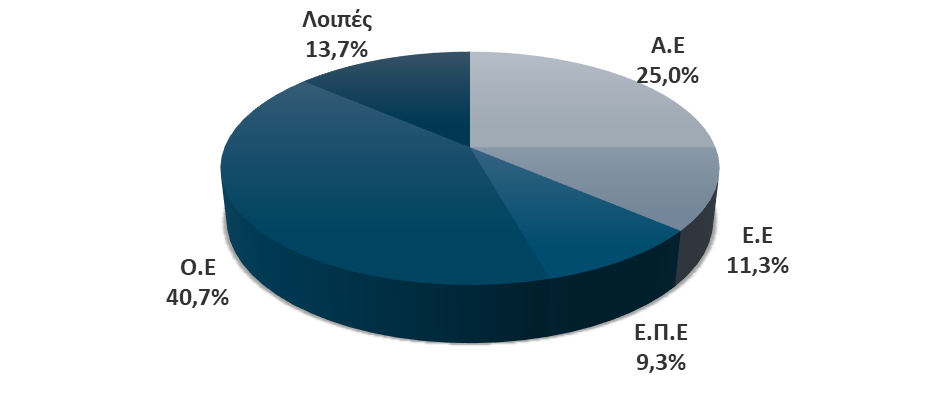 Λοιπές
13,7%
Α.Ε
25,0%
Ε.Ε
11,3%
Ο.Ε
40,7%
Ε.Π.Ε
9,3%